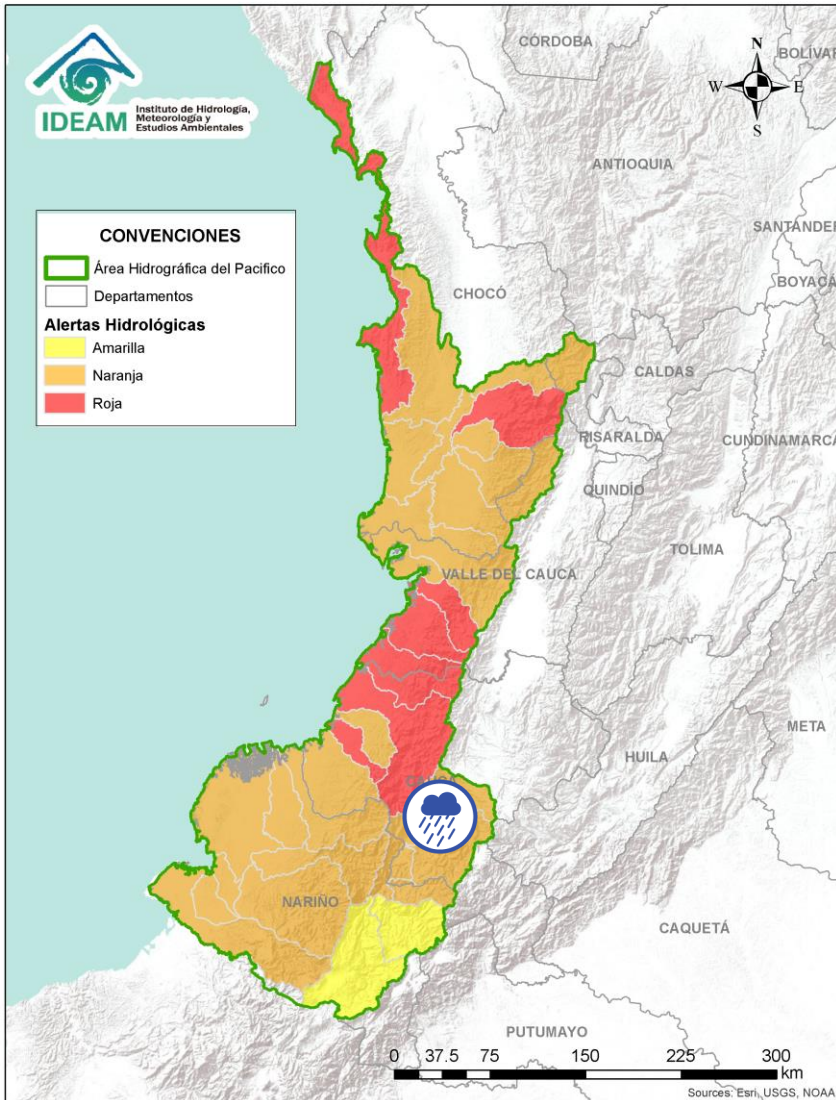 IDEAM
Instituto de Hidrología,
Meteorología y
Estudios Ambientales
CÓRDOBA
BOLÍVAR
N
W
E
S
ANTIOQUIA
SANTANDER
BOYACÁ
CONVENCIONES
Área Hidrográfica del Pacifico
Departamentos
Alertas Hidrológicas
Amarilla
Naranja
Roja
CHOCÓ
CALDAS
RISARALDA
CUNDINAMARCA
QUINDÍO
TOLIMA
VALLE DEL CAUCA
META
HUILA
CAUCA
NARIÑO
CAQUETÁ
PUTUMAYO
0 37.5 75 150 225 300
km
Sources: Esri, USGS, NOAA